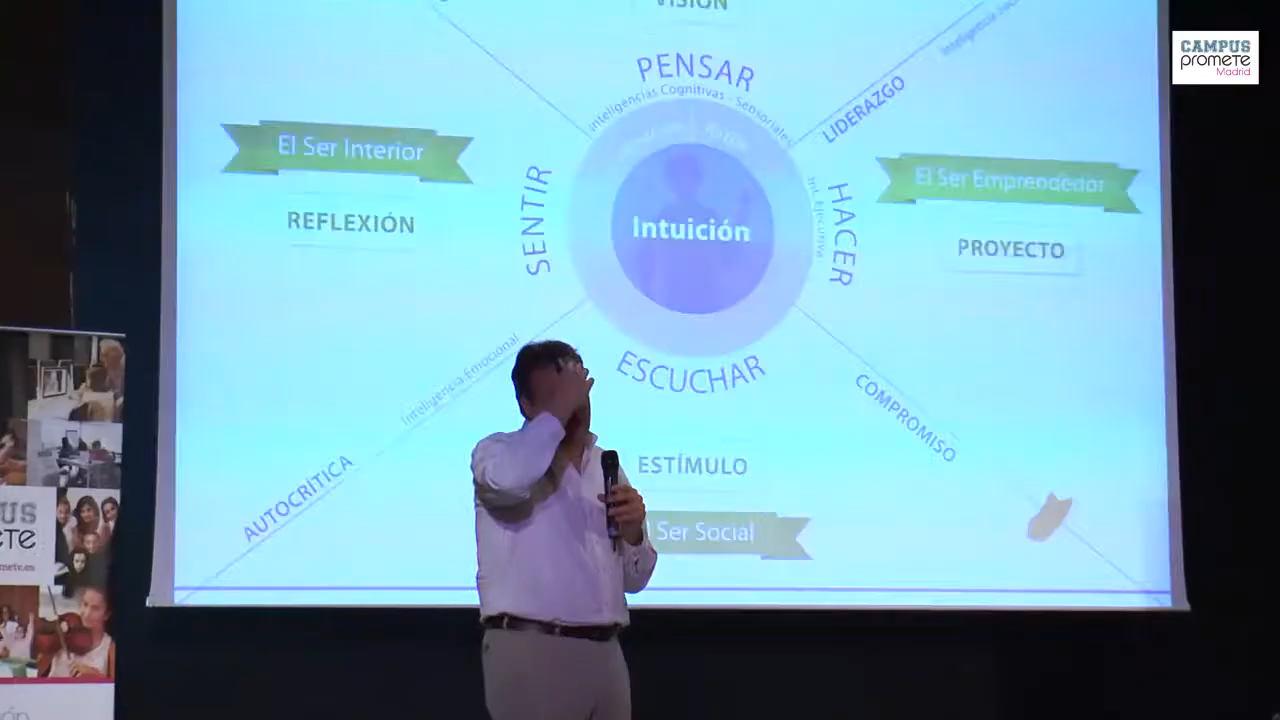 VISIÓN
CAMPUS
promete
Madrid
PENSAR
Inteligencias Cognitivas - Sensoriales
LIDERAZGO
El Ser Interior
REFLEXIÓN
SENTIR
Intuición
HACER
Int. Ejecutiva
El Ser Emprendedor
PROYECTO
ESCUCHAR
Inteligencia Emocional
AUTOCRÍTICA
COMPROMISO
ESTÍMULO
Ser Social